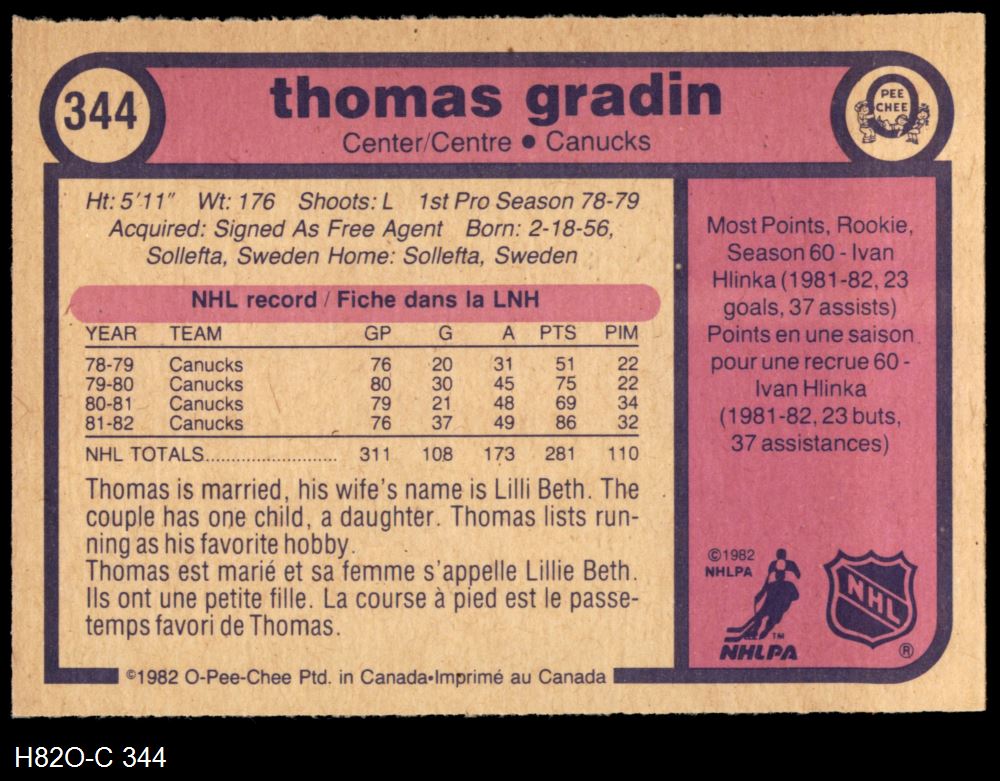 344
thomas gradin
Center/Centre • Canucks
PEE
CHEE
Ht: 5'11" Wt: 176 Shoots: L 1st Pro Season 78-79
Acquired: Signed As Free Agent Born: 2-18-56,
Sollefta, Sweden Home: Sollefta, Sweden
NHL record / Fiche dans la LNH
YEAR TEAM GP G A PTS PIM
78-79 Canucks 76 20 31 51 22
79-80 Canucks 80 30 45 75 22
80-81 Canucks 79 21 48 69 34
81-82 Canucks 76 37 49 86 32
NHL TOTALS.......................... 311 108 173 281 110
Thomas is married, his wife's name is Lilli Beth. The
couple has one child, a daughter. Thomas lists run-
ning as his favorite hobby.
Thomas est marié et sa femme s'appelle Lillie Beth.
Ils ont une petite fille. La course à pied est le passe-
temps favori de Thomas.
Most Points, Rookie,
Season 60 - Ivan
Hlinka (1981-82, 23
goals, 37 assists)
Points en une saison
pour une recrue 60 -
Ivan Hlinka
(1981-82, 23 buts,
37 assistances)
©1982
NHLPA
TM
NHLPA
NHL
®
©1982 O-Pee-Chee Ptd. in Canada•Imprimé au Canada
H82O-C 344